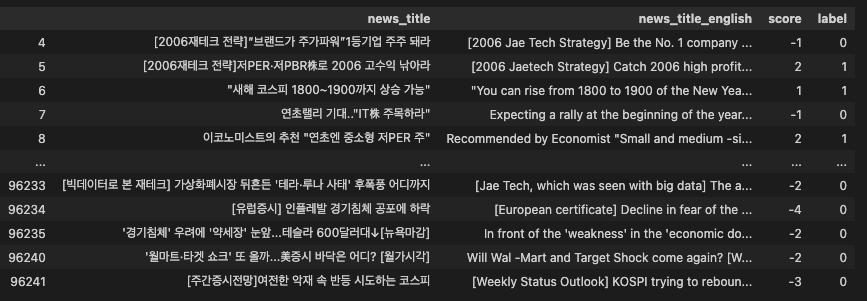 news_title news_title_english score label
4 [2006재테크 전략]"브랜드가 주가파워"1등기업 주주 돼라 [2006 Jae Tech Strategy] Be the No. 1 company ... -1 0
5 [2006재테크 전략]저PER·저PBR株로 2006 고수익 낚아라 [2006 Jaetech Strategy] Catch 2006 high profit... 2 1
6 "새해 코스피 1800~1900까지 상승 가능" "You can rise from 1800 to 1900 of the New Yea... 1 1
7 연초랠리 기대.."IT株 주목하라" Expecting a rally at the beginning of the year... -1 0
8 이코노미스트의 추천 "연초엔 중소형 저PER 주" Recommended by Economist "Small and medium -si... 2 1
... ... ... ... ...
96233 [빅데이터로 본 재테크] 가상화폐시장 뒤흔든 '테라·루나 사태' 후폭풍 어디까지 [Jae Tech, which was seen with big data] The a... -2 0
96234 [유럽증시] 인플레발 경기침체 공포에 하락 [European certificate] Decline in fear of the ... -4 0
96235 '경기침체' 우려에 '약세장' 눈앞...테슬라 600달러대↓[뉴욕마감] In front of the 'weakness' in the 'economic do... -2 0
96240 '월마트·타겟 쇼크' 또 올까...美증시 바닥은 어디? [월가시각] Will Wal -Mart and Target Shock come again? [W... -2 0
96241 [주간증시전망]여전한 악재 속 반등 시도하는 코스피 [Weekly Status Outlook] KOSPI trying to reboun... -3 0